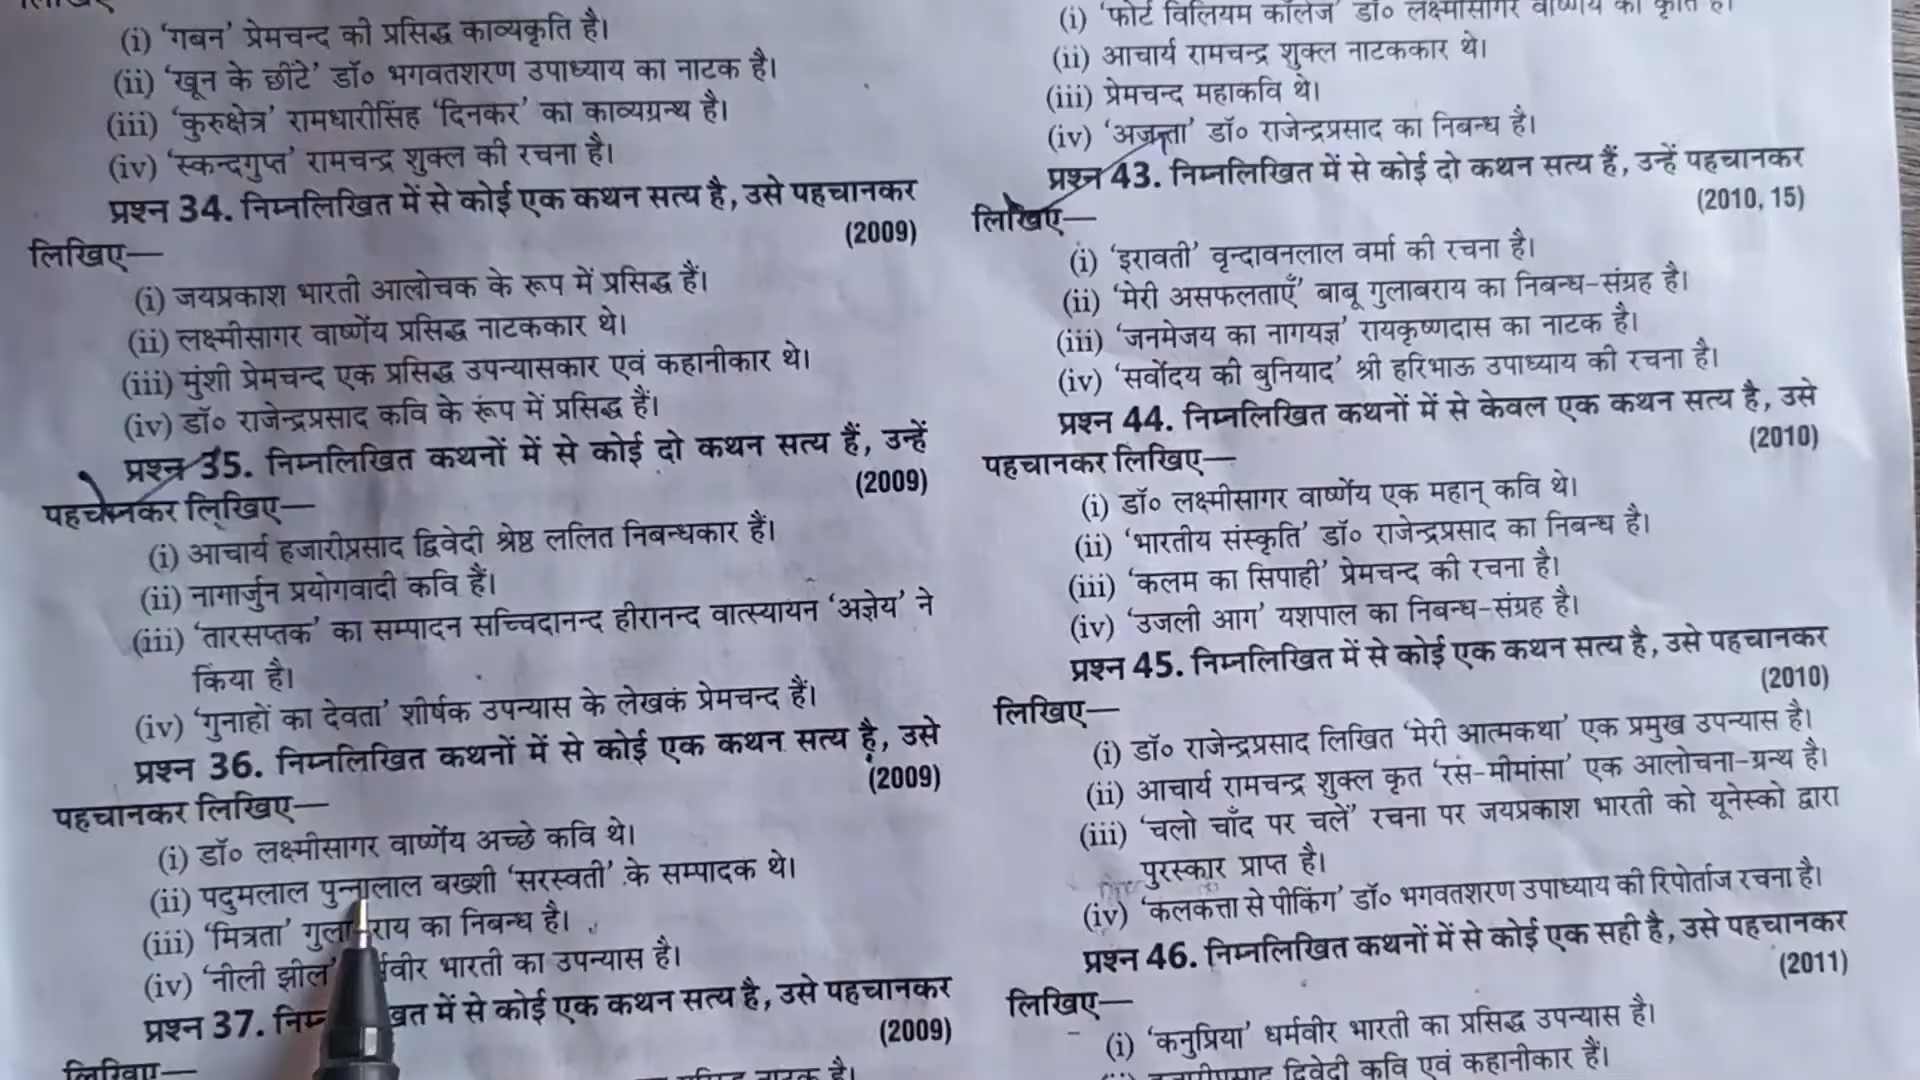 (i) ‘गबन’ प्रेमचन्द की प्रसिद्ध काव्यकृति है।
(ii) ‘खून के छींटे’ डॉ० भगवतशरण उपाध्याय का नाटक है।
(iii) ‘कुरुक्षेत्र’ रामधारीसिंह ‘दिनकर’ का काव्यग्रन्थ है।
(iv) ‘स्कन्दगुप्त’ रामचन्द्र शुक्ल की रचना है।
प्रश्न 34. निम्नलिखित में से कोई एक कथन सत्य है, उसे पहचानकर
लिखिए— (2009)
(i) जयप्रकाश भारती आलोचक के रूप में प्रसिद्ध हैं।
(ii) लक्ष्मीसागर वार्ष्णेय प्रसिद्ध नाटककार थे।
(iii) मुंशी प्रेमचन्द एक प्रसिद्ध उपन्यासकार एवं कहानीकार थे।
(iv) डॉ० राजेन्द्रप्रसाद कवि के रूप में प्रसिद्ध हैं।
प्रश्न 35. निम्नलिखित कथनों में से कोई दो कथन सत्य हैं, उन्हें
पहचानकर लिखिए— (2009)
(i) आचार्य हजारीप्रसाद द्विवेदी श्रेष्ठ ललित निबन्धकार हैं।
(ii) नागार्जुन प्रयोगवादी कवि हैं।
(iii) ‘तारसप्तक’ का सम्पादन सच्चिदानन्द हीरानन्द वात्स्यायन ‘अज्ञेय’ ने
किया है।
(iv) ‘गुनाहों का देवता’ शीर्षक उपन्यास के लेखक प्रेमचन्द हैं।
प्रश्न 36. निम्नलिखित कथनों में से कोई एक कथन सत्य है, उसे
पहचानकर लिखिए— (2009)
(i) डॉ० लक्ष्मीसागर वार्ष्णेय अच्छे कवि थे।
(ii) पदुमलाल पुन्नालाल बख्शी ‘सरस्वती’ के सम्पादक थे।
(iii) ‘मित्रता’ का निबन्ध है।
(iv) ‘नीली झील’ भारती का उपन्यास है।
प्रश्न 37. में से कोई एक कथन सत्य है, उसे पहचानकर
(2009)
(i) ‘फोर्ट विलियम कॉलेज’ डॉ० लक्ष्मीसागर वार्ष्णेय की कृति है।
(ii) आचार्य रामचन्द्र शुक्ल नाटककार थे।
(iii) प्रेमचन्द महाकवि थे।
(iv) ‘अजन्ता’ डॉ० राजेन्द्रप्रसाद का निबन्ध है।
प्रश्न 43. निम्नलिखित में से कोई दो कथन सत्य हैं, उन्हें पहचानकर
लिखिए— (2010, 15)
(i) ‘इरावती’ वृन्दावनलाल वर्मा की रचना है।
(ii) ‘मेरी असफलताएँ’ बाबू गुलाबराय का निबन्ध-संग्रह है।
(iii) ‘जनमेजय का नागयज्ञ’ रायकृष्णदास का नाटक है।
(iv) ‘सर्वोदय की बुनियाद’ श्री हरिभाऊ उपाध्याय की रचना है।
प्रश्न 44. निम्नलिखित कथनों में से केवल एक कथन सत्य है, उसे
पहचानकर लिखिए— (2010)
(i) डॉ० लक्ष्मीसागर वार्ष्णेय एक महान् कवि थे।
(ii) ‘भारतीय संस्कृति’ डॉ० राजेन्द्रप्रसाद का निबन्ध है।
(iii) ‘कलम का सिपाही’ प्रेमचन्द की रचना है।
(iv) ‘उजली आग’ यशपाल का निबन्ध-संग्रह है।
प्रश्न 45. निम्नलिखित में से कोई एक कथन सत्य है, उसे पहचानकर
लिखिए— (2010)
(i) डॉ० राजेन्द्रप्रसाद लिखित ‘मेरी आत्मकथा’ एक प्रमुख उपन्यास है।
(ii) आचार्य रामचन्द्र शुक्ल कृत ‘रस-मीमांसा’ एक आलोचना-ग्रन्थ है।
(iii) ‘चलो चाँद पर चलें’ रचना पर जयप्रकाश भारती को यूनेस्को द्वारा
पुरस्कार प्राप्त है।
(iv) ‘कलकत्ता से पीकिंग’ डॉ० भगवतशरण उपाध्याय की रिपोर्ताज रचना है।
प्रश्न 46. निम्नलिखित कथनों में से कोई एक सही है, उसे पहचानकर
लिखिए— (2011)
(i) ‘कनुप्रिया’ धर्मवीर भारती का प्रसिद्ध उपन्यास है।
द्विवेदी कवि एवं कहानीकार हैं।